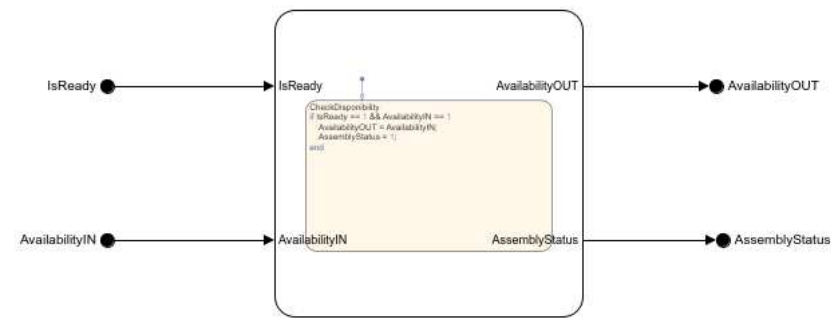 IsReady
IsReady
AvailabilityOUT
AvailabilityOUT
CheckDisponibility
if IsReady == 1 && AvailabilityIN == 1
AvailabilityOUT = AvailabilityIN;
AssemblyStatus = 1;
end
AvailabilityIN
AvailabilityIN
AssemblyStatus
AssemblyStatus